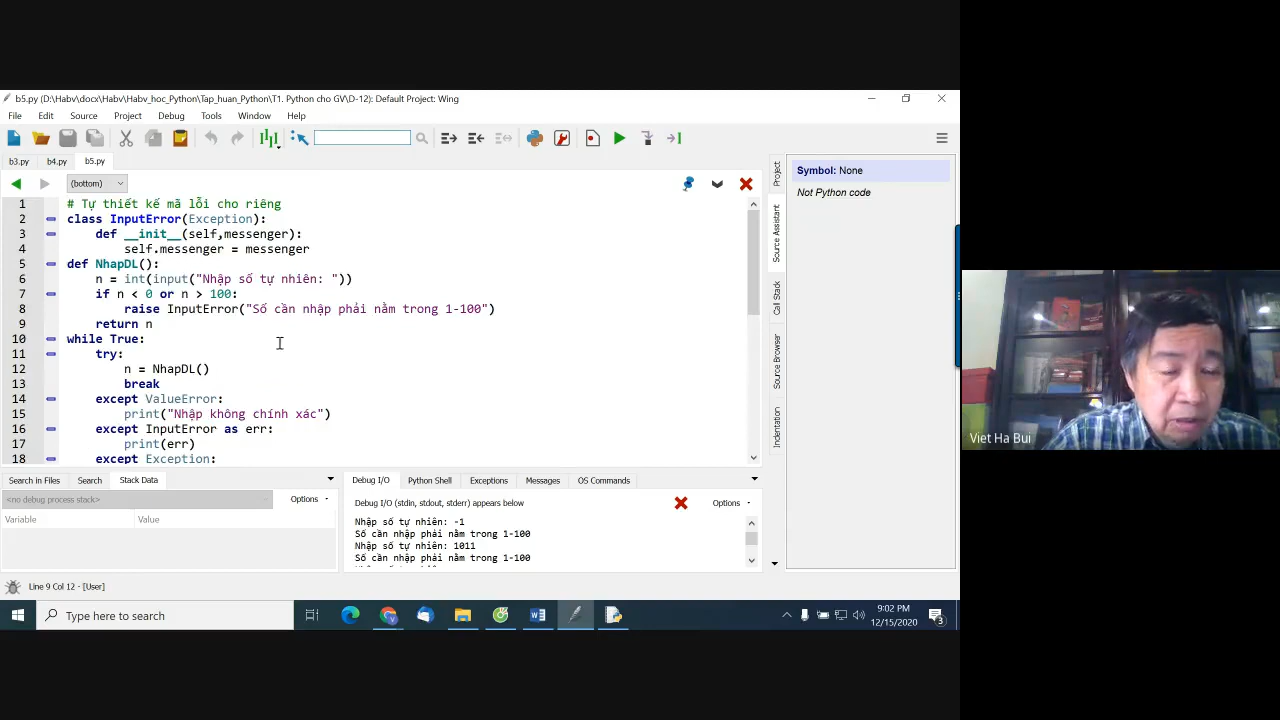 b5.py (D:\Habv\docx\Habv\Habv_hoc_Python\Tap_huan_Python\T1. Python cho GV\D-12): Default Project: Wing
File Edit Source Project Debug Tools Window Help
b3.py b4.py b5.py
(bottom)
1 # Tự thiết kế mã lỗi cho riêng
2 class InputError(Exception):
3 def __init__(self,messenger):
4 self.messenger = messenger
5 def NhapDL():
6 n = int(input("Nhập số tự nhiên: "))
7 if n < 0 or n > 100:
8 raise InputError("Số cần nhập phải nằm trong 1-100")
9 return n
10 while True:
11 try:
12 n = NhapDL()
13 break
14 except ValueError:
15 print("Nhập không chính xác")
16 except InputError as err:
17 print(err)
18 except Exception:
Project
Source Assistant
Call Stack
Source Browser
Indentation
Symbol: None
Not Python code
Viet Ha Bui
Search in Files Search Stack Data
<no debug process stack> Options
Variable Value
Debug I/O Python Shell Exceptions Messages OS Commands
Debug I/O (stdin, stdout, stderr) appears below Options
Nhập số tự nhiên: -1
Số cần nhập phải nằm trong 1-100
Nhập số tự nhiên: 1011
Số cần nhập phải nằm trong 1-100
Line 9 Col 12 - [User]
Type here to search
9:02 PM
12/15/2020
3